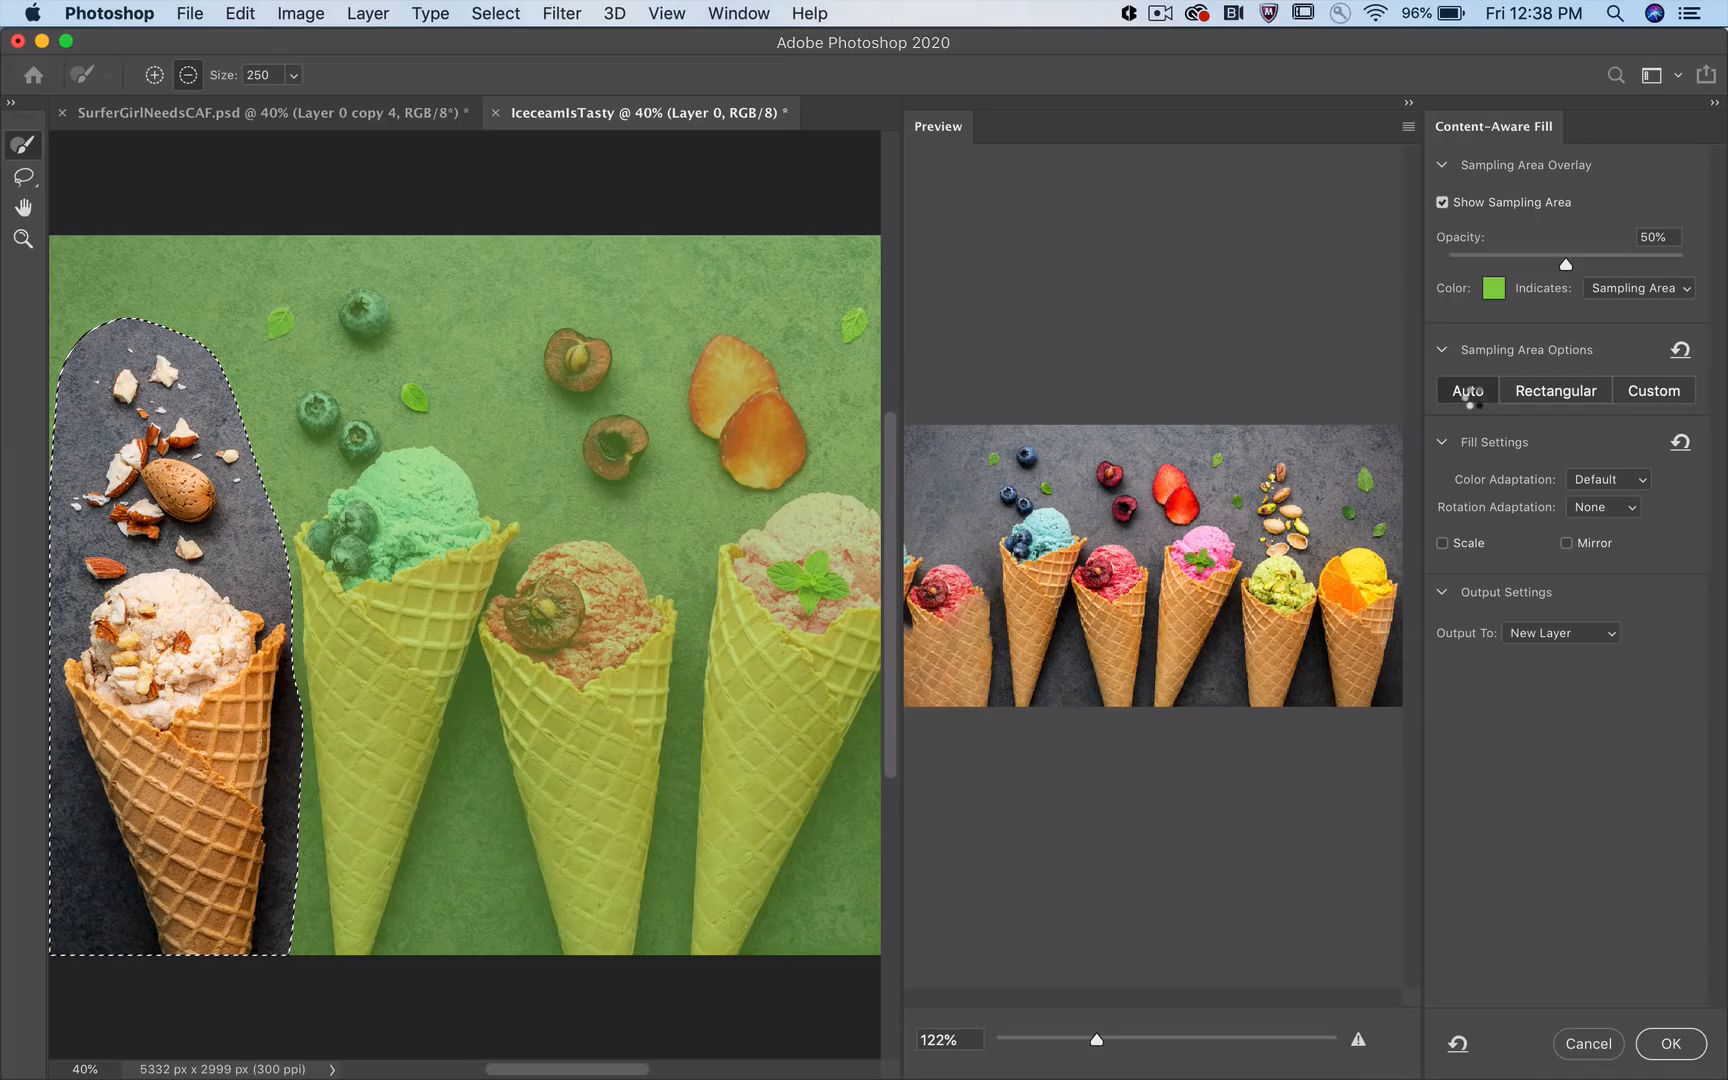 Photoshop File Edit Image Layer Type Select Filter 3D View Window Help 96% Fri 12:38 PM
Adobe Photoshop 2020
Size: 250
SurferGirlNeedsCAF.psd @ 40% (Layer 0 copy 4, RGB/8*) *
IceceamIsTasty @ 40% (Layer 0, RGB/8) *
Preview
Content-Aware Fill
Sampling Area Overlay
Show Sampling Area
Opacity: 50%
Color: Indicates: Sampling Area
Sampling Area Options
Auto Rectangular Custom
Fill Settings
Color Adaptation: Default
Rotation Adaptation: None
Scale Mirror
Output Settings
Output To: New Layer
122%
Cancel OK
40% 5332 px x 2999 px (300 ppi)